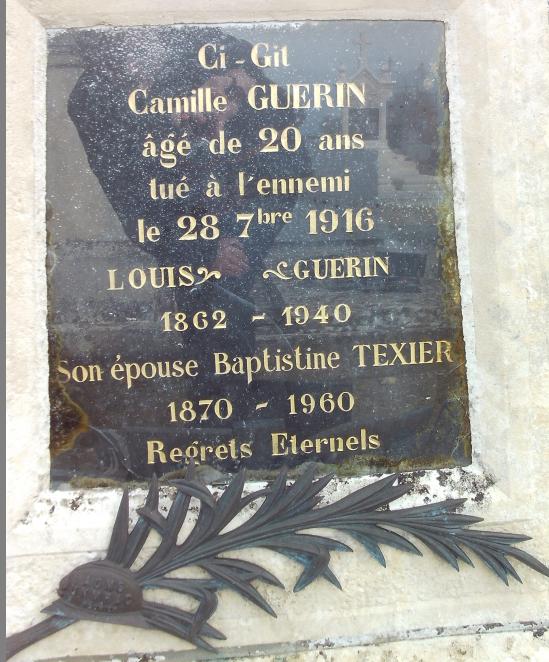 Ci - Git
Camille GUERIN
âgé de 20 ans
tué à l'ennemi
le 28 7bre 1916
LOUIS GUERIN
1862 - 1940
Son épouse Baptistine TEXIER
1870 - 1960
Regrets Eternels